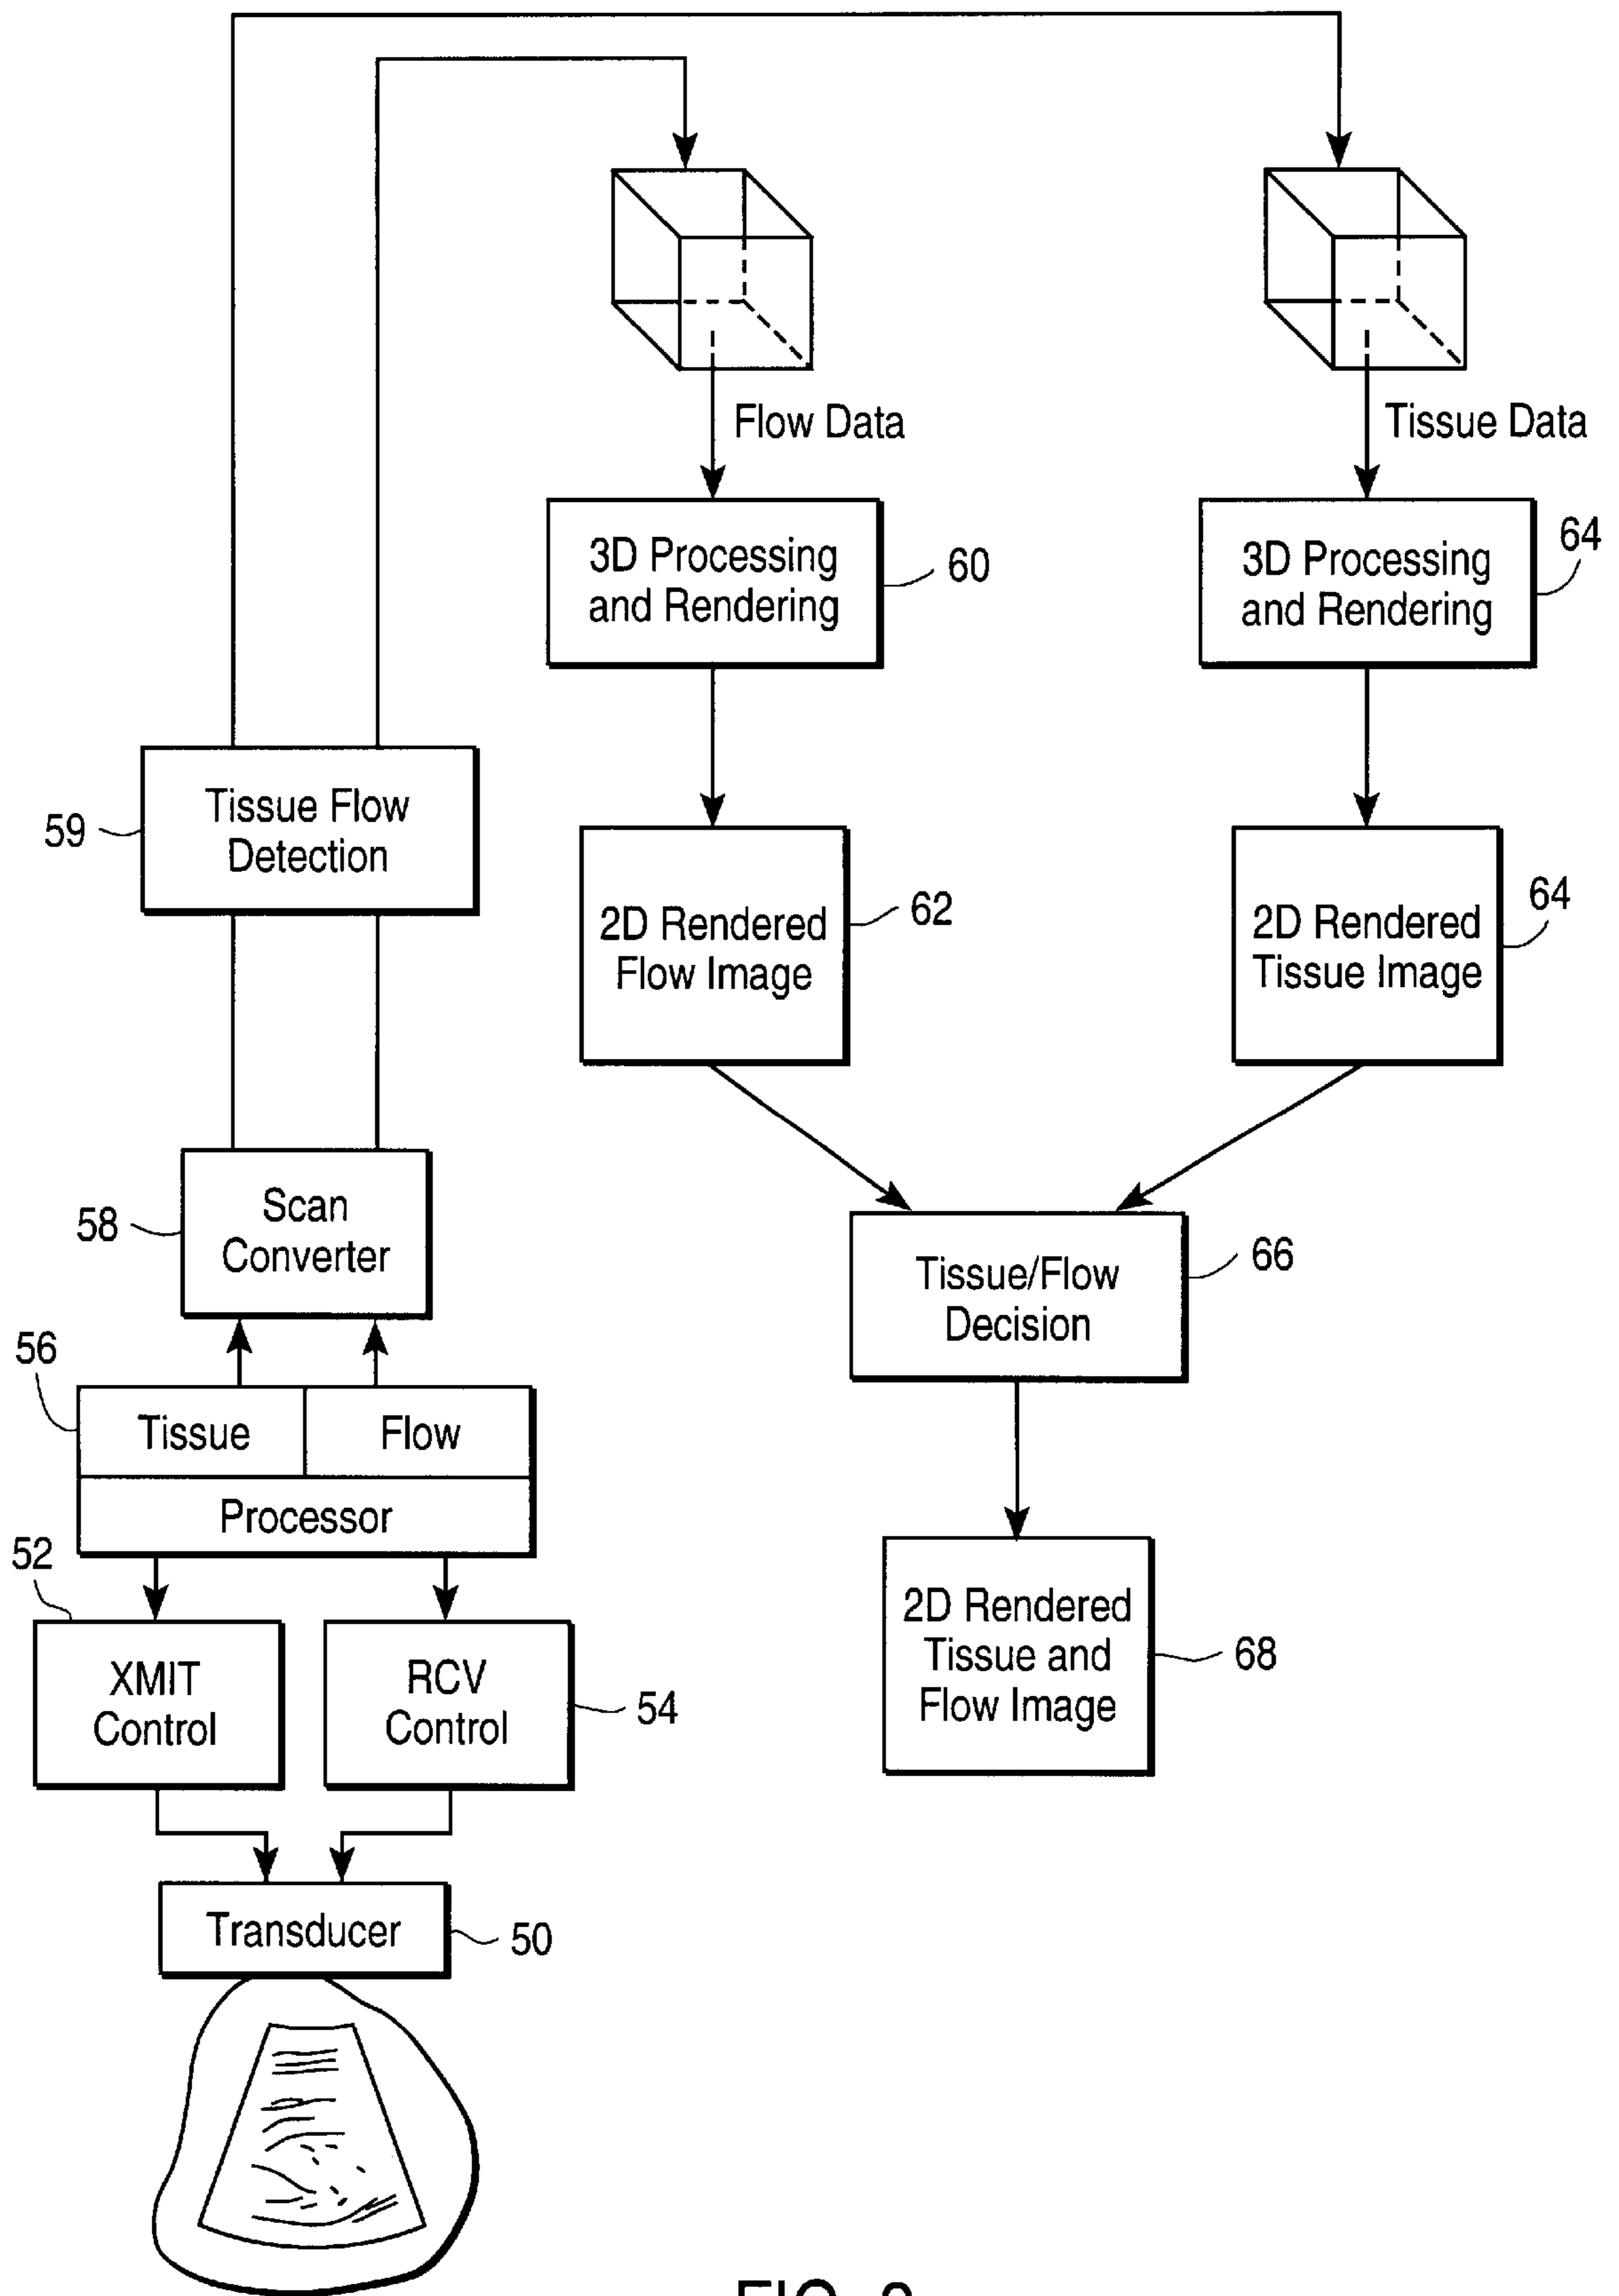 Flow Data
Tissue Data
3D Processing
and Rendering
60
3D Processing
and Rendering
64
Tissue Flow
Detection
59
2D Rendered
Flow Image
62
2D Rendered
Tissue Image
64
Scan
Converter
58
Tissue/Flow
Decision
66
56
Tissue
Flow
Processor
52
XMIT
Control
RCV
Control
54
2D Rendered
Tissue and
Flow Image
68
Transducer
50
FIG.